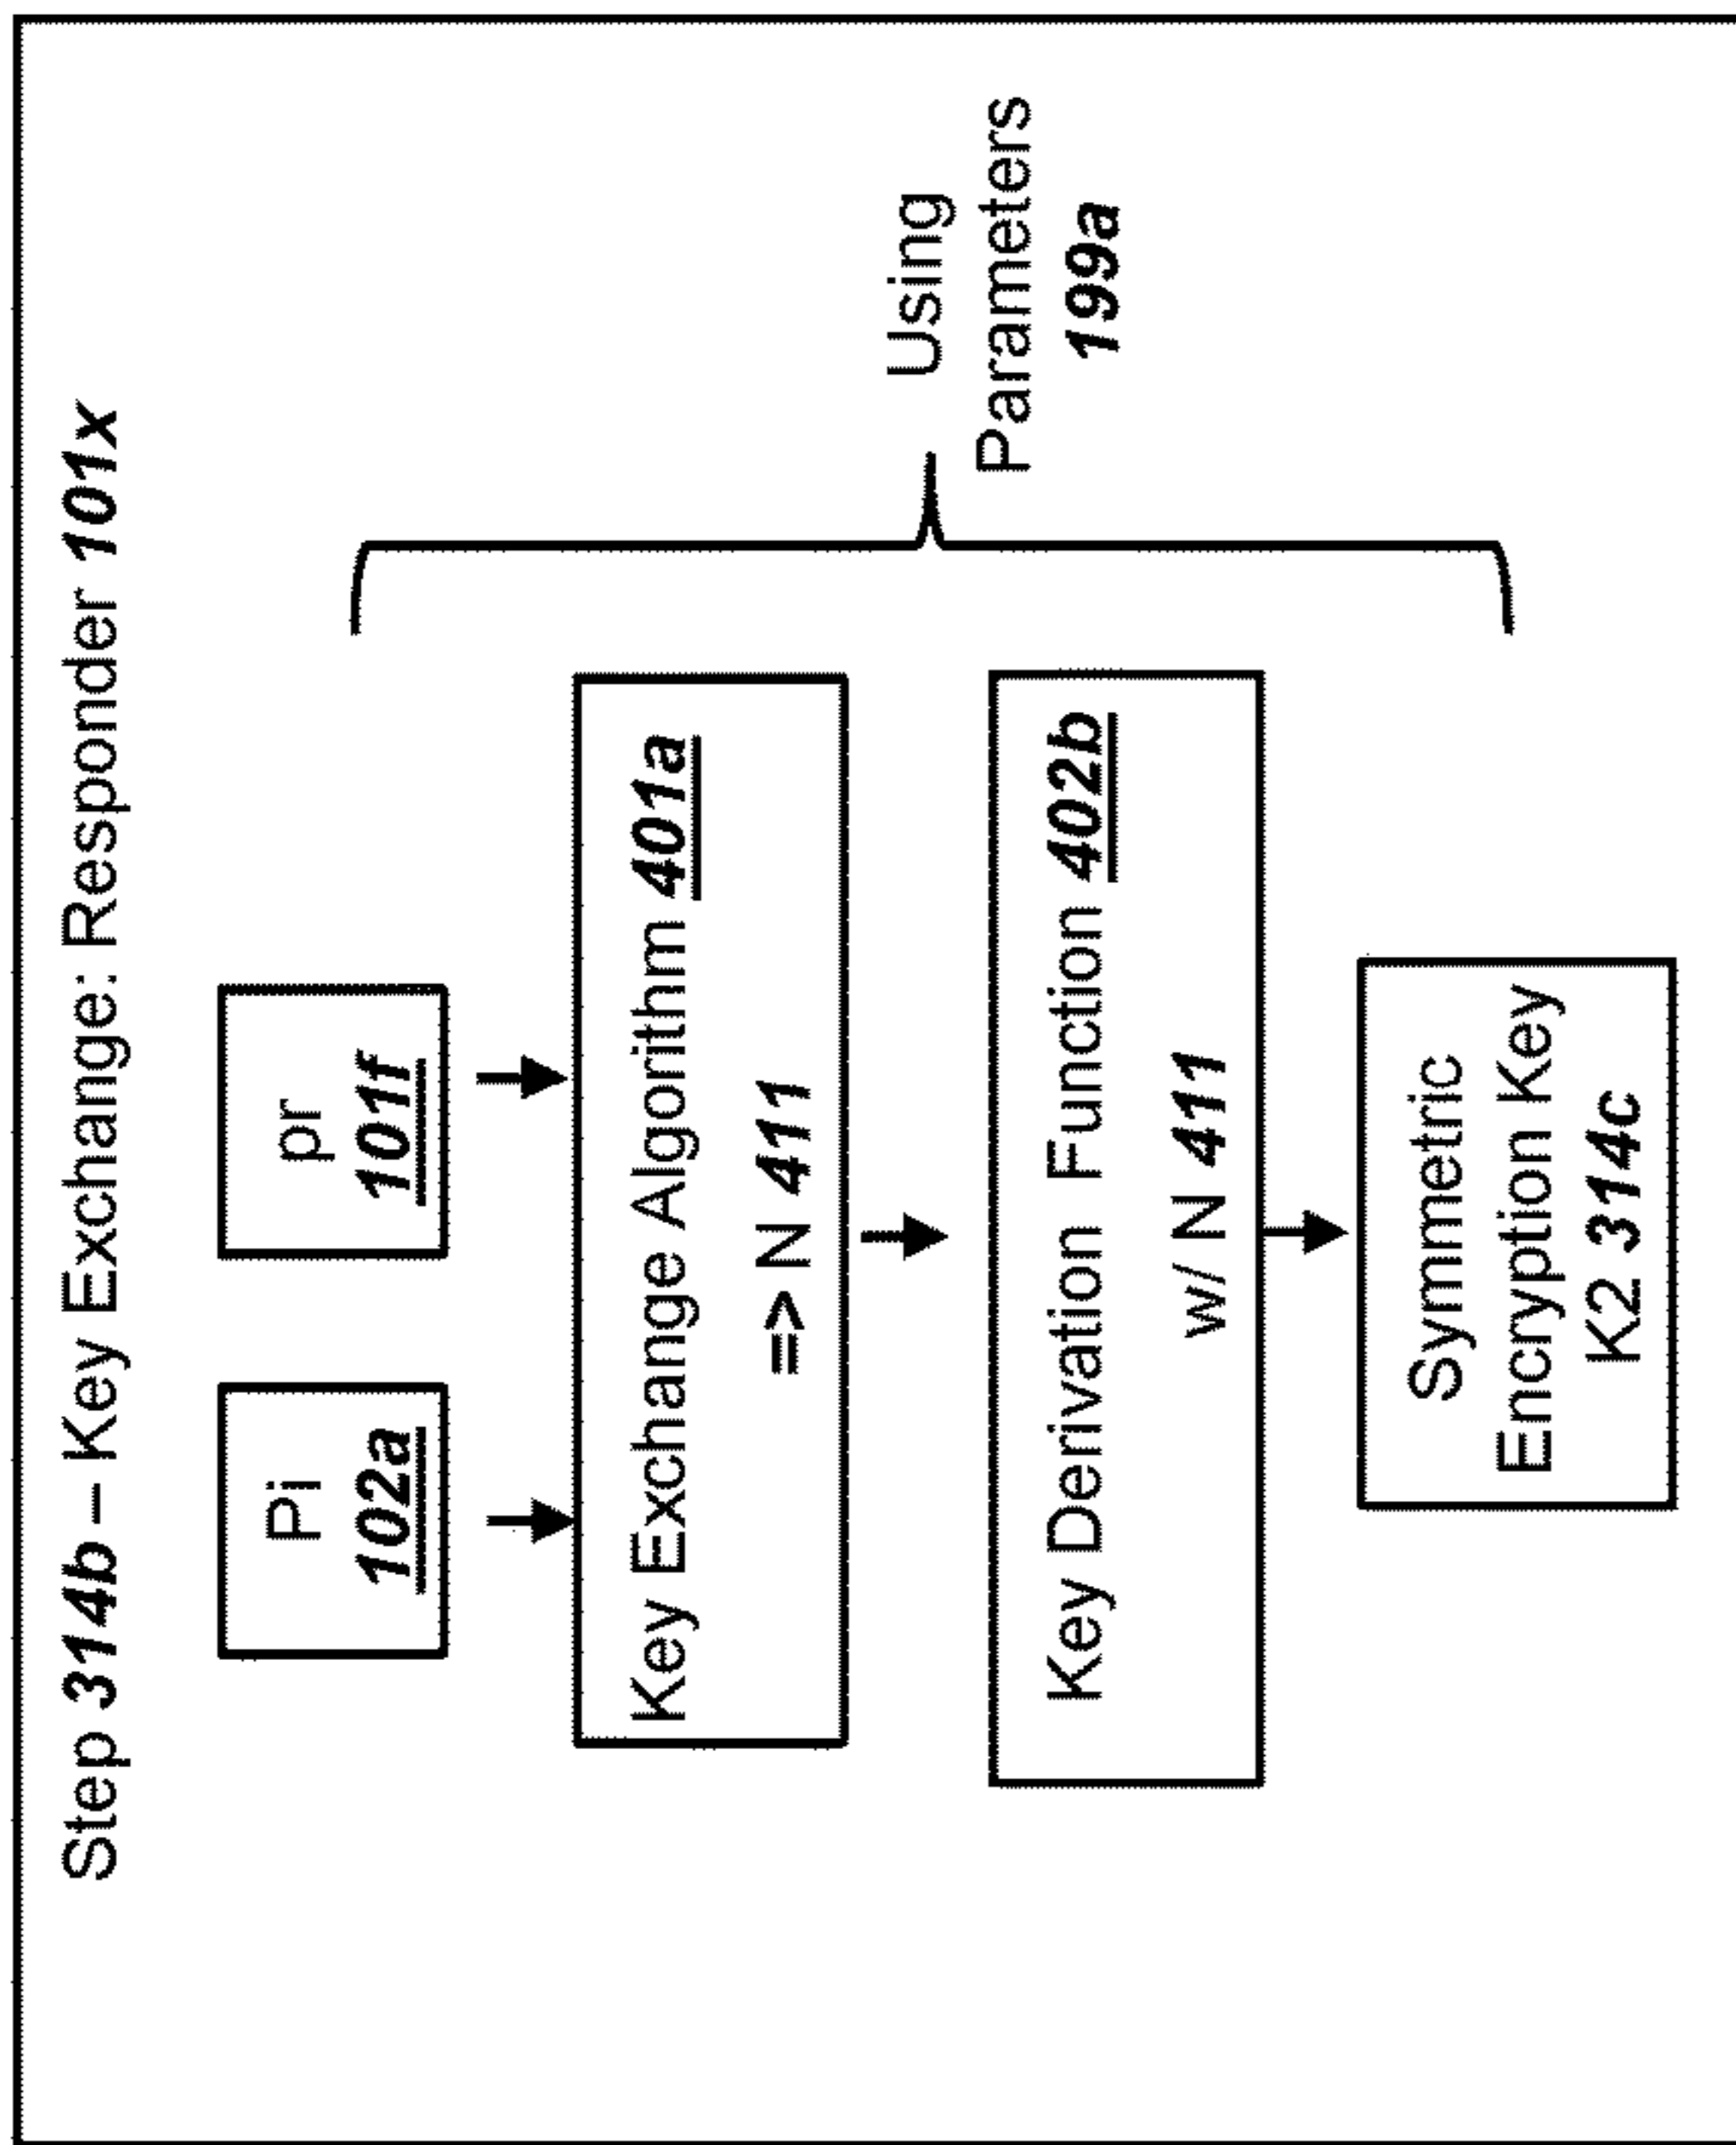 Step 314b – Key Exchange: Responder 101x
Pi
102a
pr
101f
Key Exchange Algorithm 401a
=> N 411
Key Derivation Function 402b
w/ N 411
Symmetric
Encryption Key
K2 314c
Using
Parameters
199a